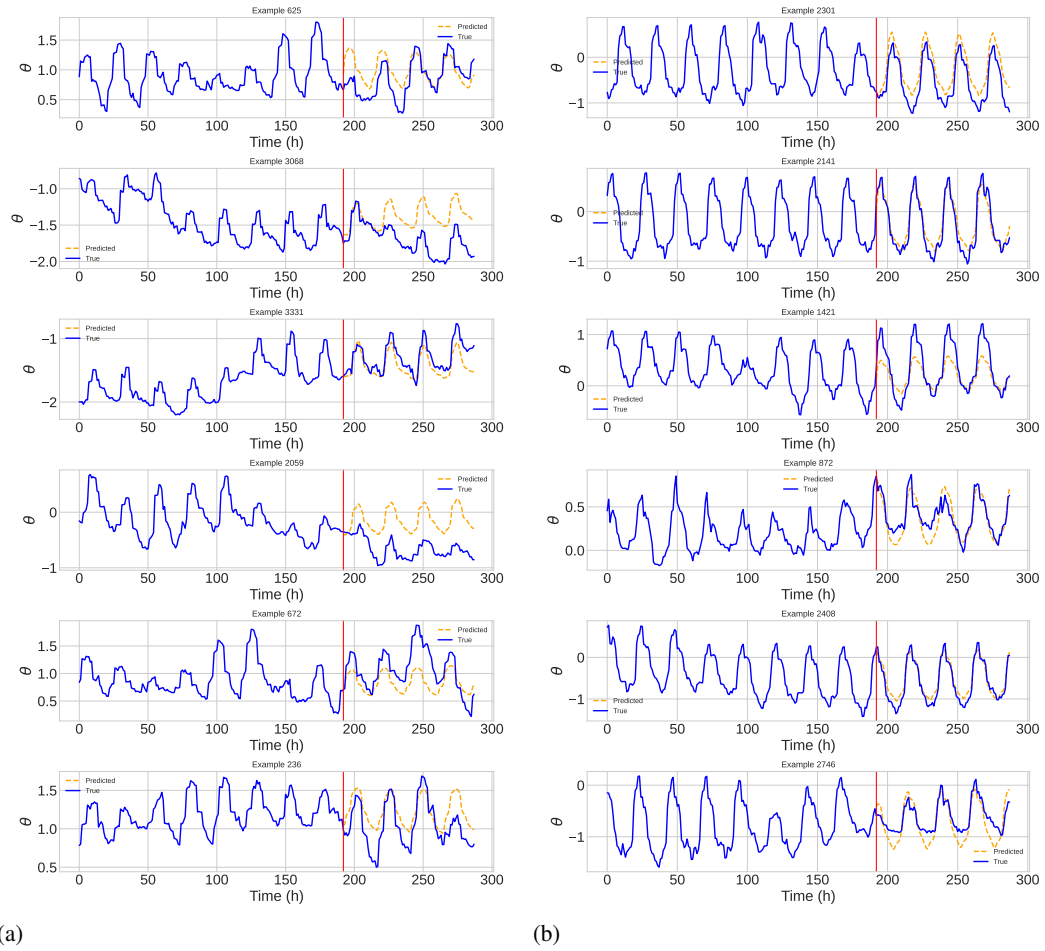 Example 625
1.5
1.0
0.5
θ
Predicted
True
0 50 100 150 200 250 300
Time (h)
Example 3068
−1.0
−1.5
−2.0
θ
Predicted
True
0 50 100 150 200 250 300
Time (h)
Example 3331
−1
−2
θ
Predicted
True
0 50 100 150 200 250 300
Time (h)
Example 2059
0
−1
θ
Predicted
True
0 50 100 150 200 250 300
Time (h)
Example 672
1.5
1.0
0.5
θ
Predicted
True
0 50 100 150 200 250 300
Time (h)
Example 236
1.5
1.0
0.5
θ
Predicted
True
0 50 100 150 200 250 300
Time (h)
(a)
Example 2301
0
−1
θ
Predicted
True
0 50 100 150 200 250 300
Time (h)
Example 2141
0
−1
θ
Predicted
True
0 50 100 150 200 250 300
Time (h)
Example 1421
1
0
θ
Predicted
True
0 50 100 150 200 250 300
Time (h)
Example 872
0.5
0.0
θ
Predicted
True
0 50 100 150 200 250 300
Time (h)
Example 2408
0
−1
θ
Predicted
True
0 50 100 150 200 250 300
Time (h)
Example 2746
0
−1
θ
Predicted
True
0 50 100 150 200 250 300
Time (h)
(b)